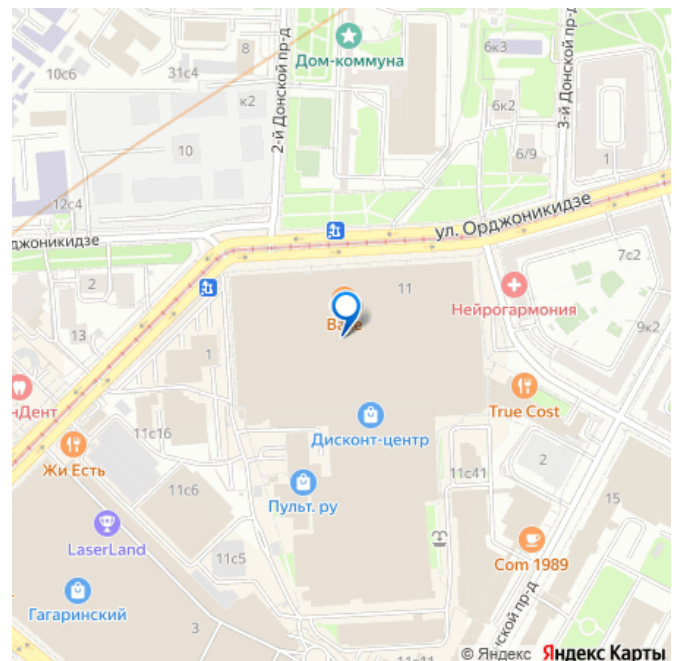 8
6к3
10с6
31с4
2-й Донской пр-д
Дом-коммуна
3-й Донской пр-д
к2
6к2
10
6/9
1
12с4
ул. Орджоникидзе
джоникидзе
7с2
2
11
Нейрогармония
13
9к2
1
True Cost
Дисконт-центр
11с16
Жи Есть
11с41
2
11с6
Пульт. ру
15
LaserLand
11с5
Com 1989
Гагаринский
3
нской пр-д
11с11
© Яндекс Яндекс Карты